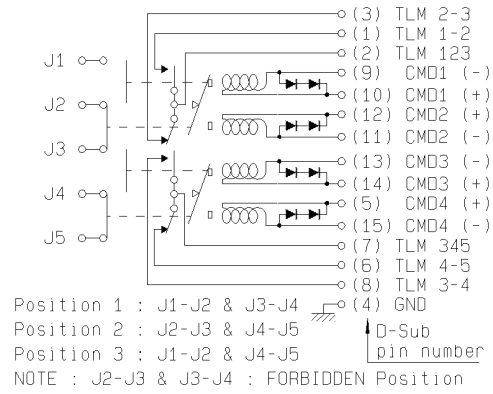 (3) TLM 2-3
(1) TLM 1-2
J1
(2) TLM 123
(9) CMD1 (-)
(10) CMD1 (+)
J2
(12) CMD2 (+)
(11) CMD2 (-)
J3
(13) CMD3 (-)
(14) CMD3 (+)
J4
(5) CMD4 (+)
(15) CMD4 (-)
J5
(7) TLM 345
(6) TLM 4-5
(8) TLM 3-4
(4) GND
Position 1 : J1-J2 & J3-J4
Position 2 : J2-J3 & J4-J5
Position 3 : J1-J2 & J4-J5
D-Sub
pin number
NOTE : J2-J3 & J3-J4 : FORBIDDEN Position